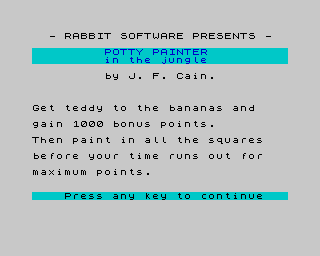 - RABBIT SOFTWARE PRESENTS -
POTTY PAINTER
in the jungle
by J. F. Cain.
Get teddy to the bananas and
gain 1000 bonus points.
Then paint in all the squares
before your time runs out for
maximum points.
Press any Key to continue